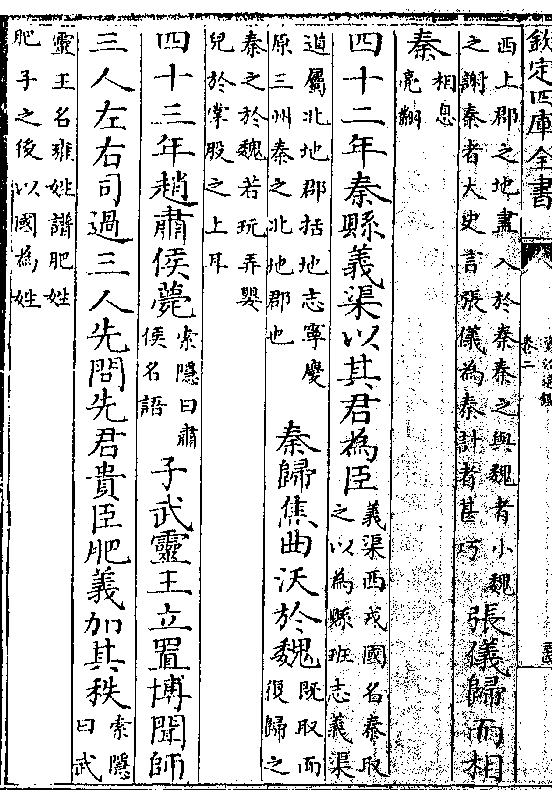 欽定四庫全書
資治通鑑
卷二
西上郡之地盡入於秦秦之與魏者小魏
之謝秦者大史言張儀為秦計者甚巧
張儀歸而相
秦
相息
亮翻
四十二年秦縣義渠以其君為臣
義渠西戎國名秦取
之以為縣班志義渠
道屬北地郡括地志寧慶
原三州秦之北地郡也
秦歸焦曲沃於魏
既取而
復歸之
秦之於魏若玩弄嬰
兒於掌股之上耳
四十三年趙肅侯薨
索隱曰肅
侯名語
子武靈王立置博聞師
三人左右司過三人先問先君貴臣肥義加其秩
索隱
曰武
靈王名雍姓譜肥姓
肥子之後以國為姓